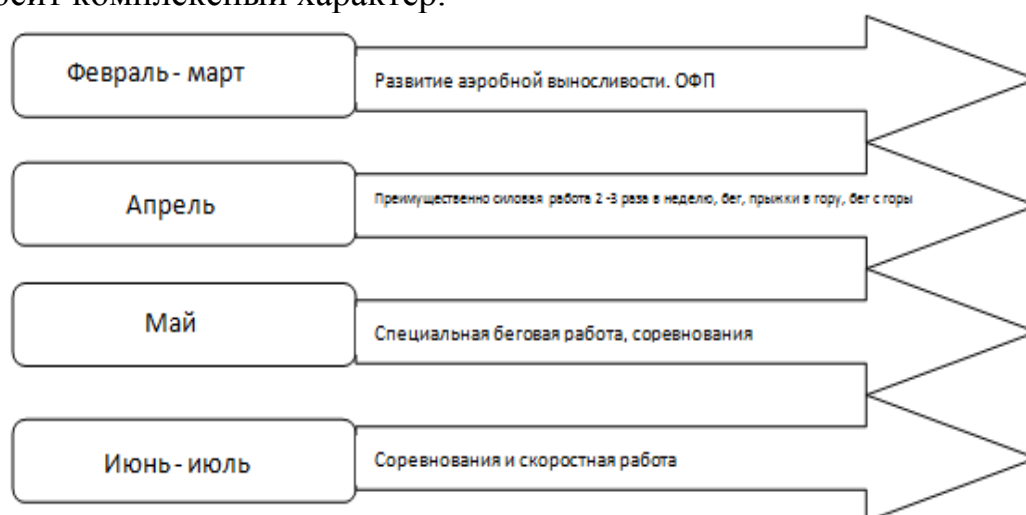 осит комплексный характер.
Февраль - март
Развитие аэробной выносливости. ОФП
Апрель
Преимущественно силовая работа 2 -3 раза в неделю, бег, прыжки в гору, бег с горы
Май
Специальная беговая работа, соревнования
Июнь - июль
Соревнования и скоростная работа